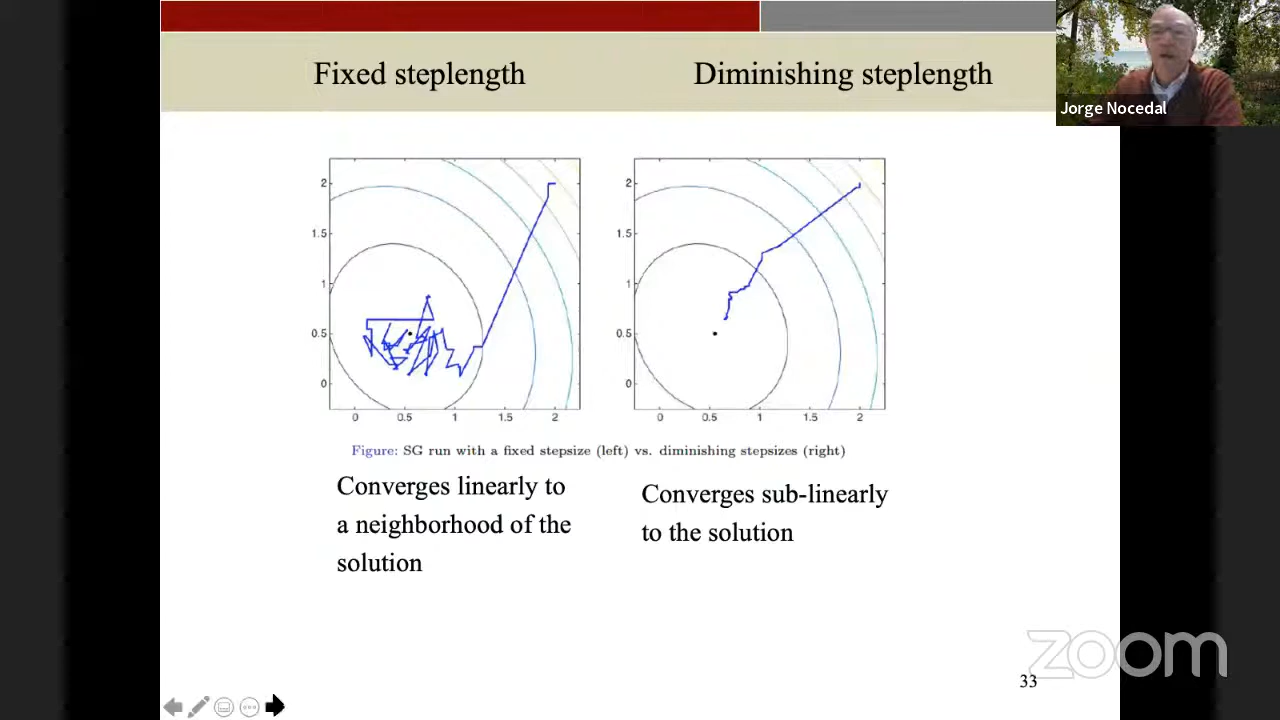 Fixed steplength
Diminishing steplength
Jorge Nocedal
2
1.5
1
0.5
0
0 0.5 1 1.5 2
2
1.5
1
0.5
0
0 0.5 1 1.5 2
Figure: SG run with a fixed stepsize (left) vs. diminishing stepsizes (right)
Converges linearly to
a neighborhood of the
solution
Converges sub-linearly
to the solution
zoom
33